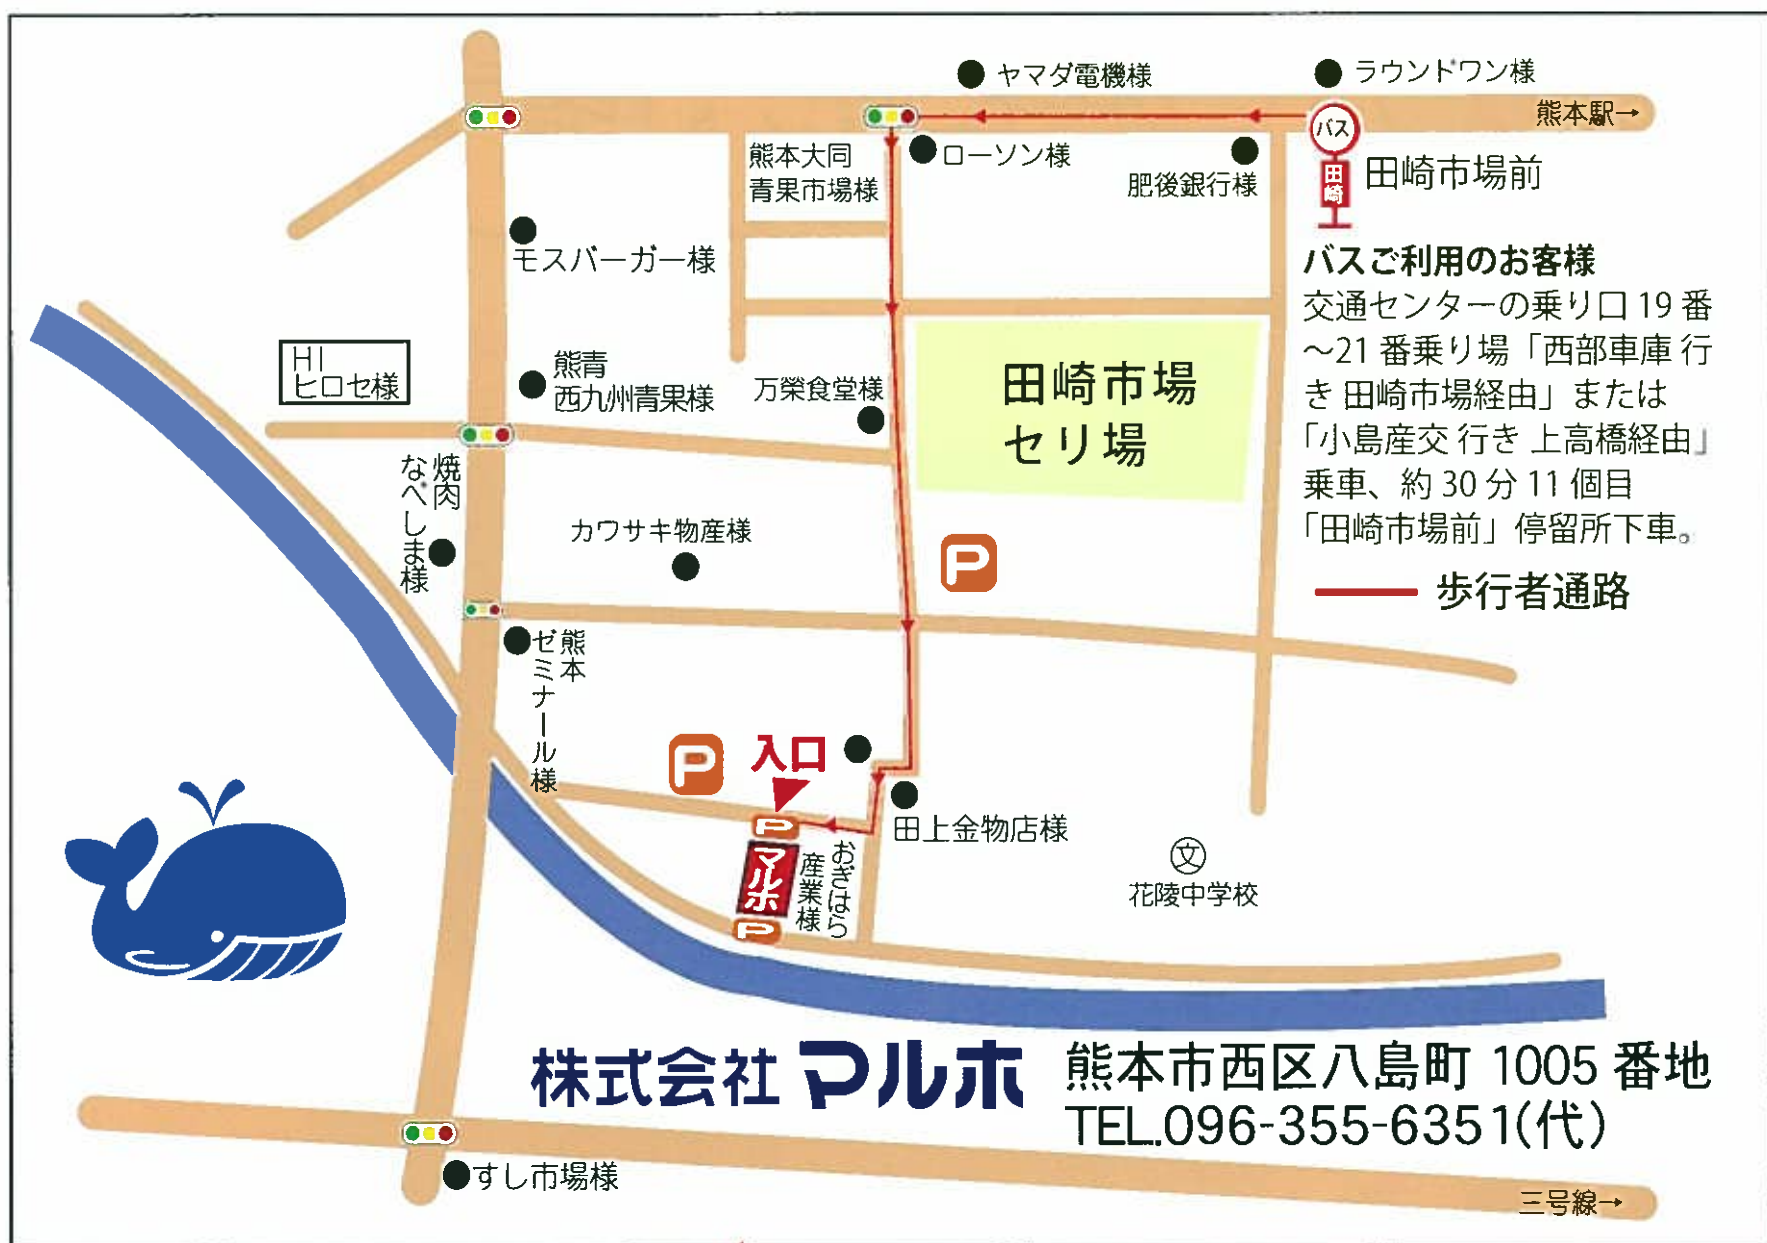 ヤマダ電機様
ラウンドワン様
熊本駅→
バス
田崎
田崎市場前
熊本大同
青果市場様
ローソン様
肥後銀行様
モスバーガー様
バスご利用のお客様
交通センターの乗り口 19 番
～21 番乗り場「西部車庫 行
き 田崎市場経由」または
「小島産交 行き 上高橋経由」
乗車、約 30 分 11 個目
「田崎市場前」停留所下車。
歩行者通路
HI
ヒロセ様
熊青
西九州青果様
万榮食堂様
田崎市場
セリ場
焼肉
なべしま様
カワサキ物産様
P
熊本
ゼミナール様
P
入口
P
マルホ
P
おぎはら
産業様
田上金物店様
文
花陵中学校
株式会社 マルホ
熊本市西区八島町 1005 番地
TEL.096-355-6351(代)
すし市場様
三号線→